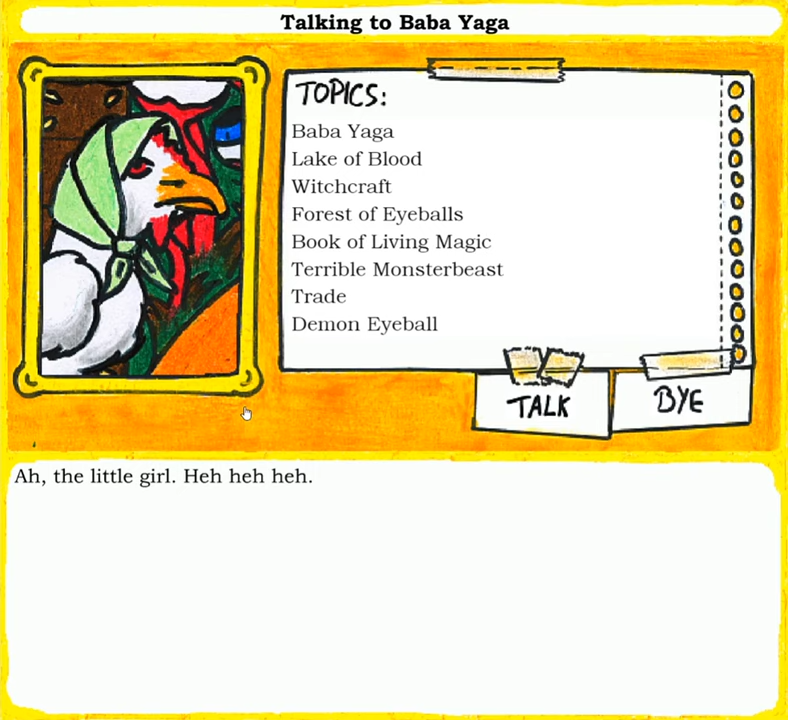 Talking to Baba Yaga
TOPICS:
Baba Yaga
Lake of Blood
Witchcraft
Forest of Eyeballs
Book of Living Magic
Terrible Monsterbeast
Trade
Demon Eyeball
TALK
BYE
Ah, the little girl. Heh heh heh.